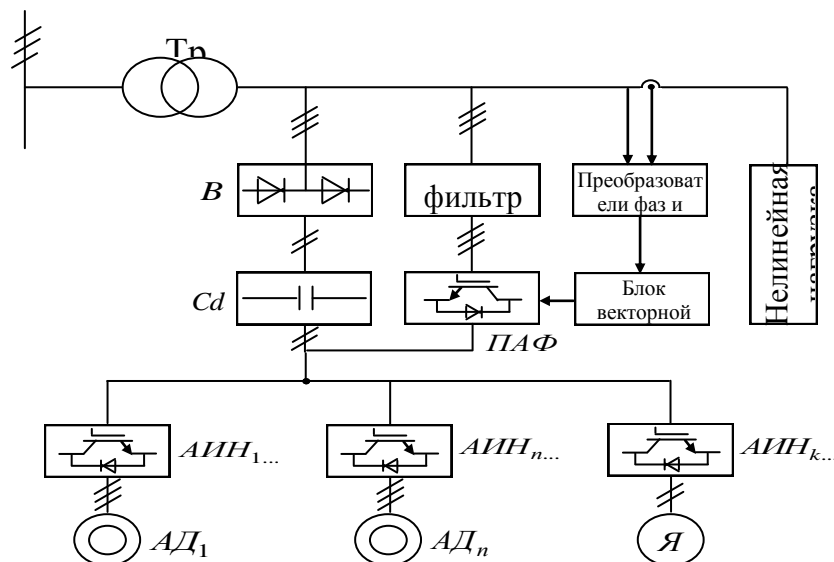 Тр
В
фильтр
Преобразоват
ели фаз и
Нелинейная
Cd
Блок
векторной
ПАФ
АИН1...
АИНn...
АИНk...
АД1
АДn
Я